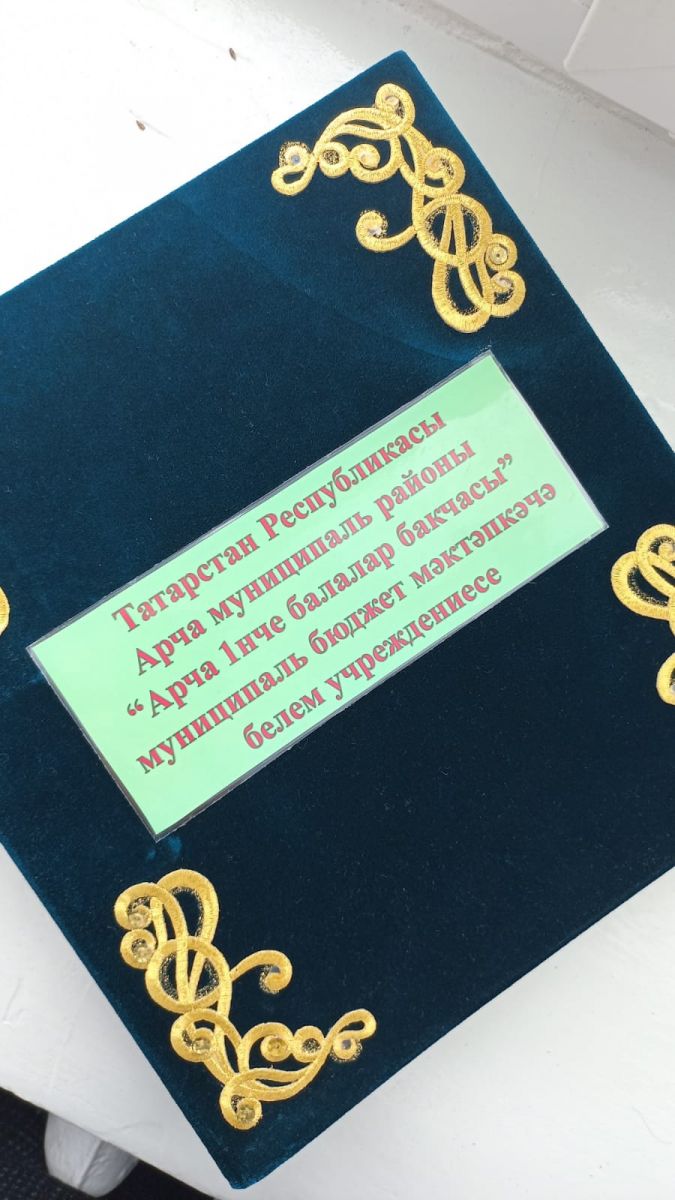 Татарстан Республикасы
Арча муниципаль районы
“Арча 1нче балалар бакчасы”
муниципаль бюджет мәктәпкәчә
белем учреждениесе